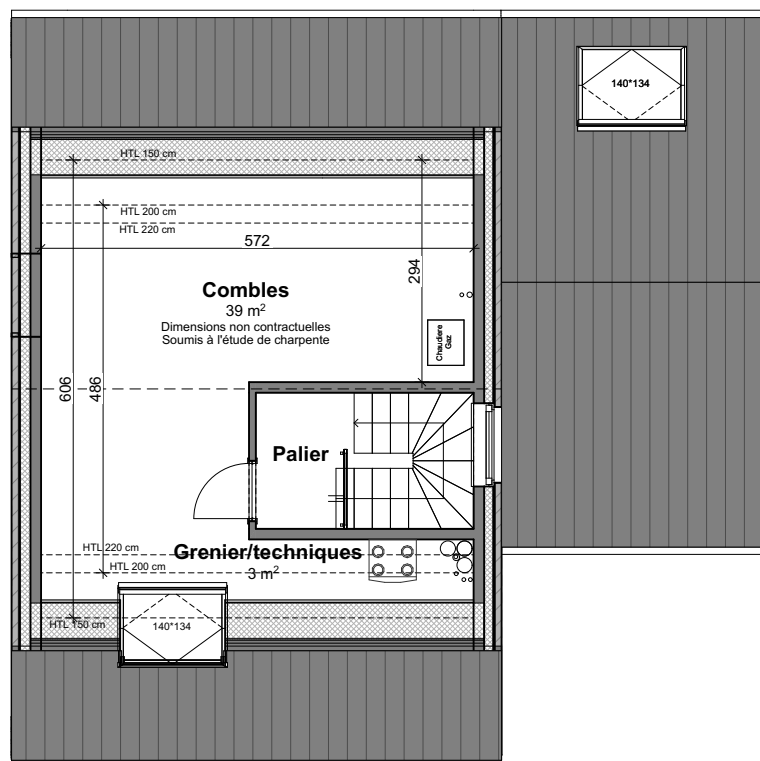 140*134
HTL 150 cm
HTL 200 cm
HTL 220 cm
572
294
Combles
39 m²
Dimensions non contractuelles
Soumis à l'étude de charpente
Chaudiere
Gaz
606
486
Palier
HTL 220 cm
Grenier/techniques
HTL 200 cm
3 m²
HTL 150 cm
140*134